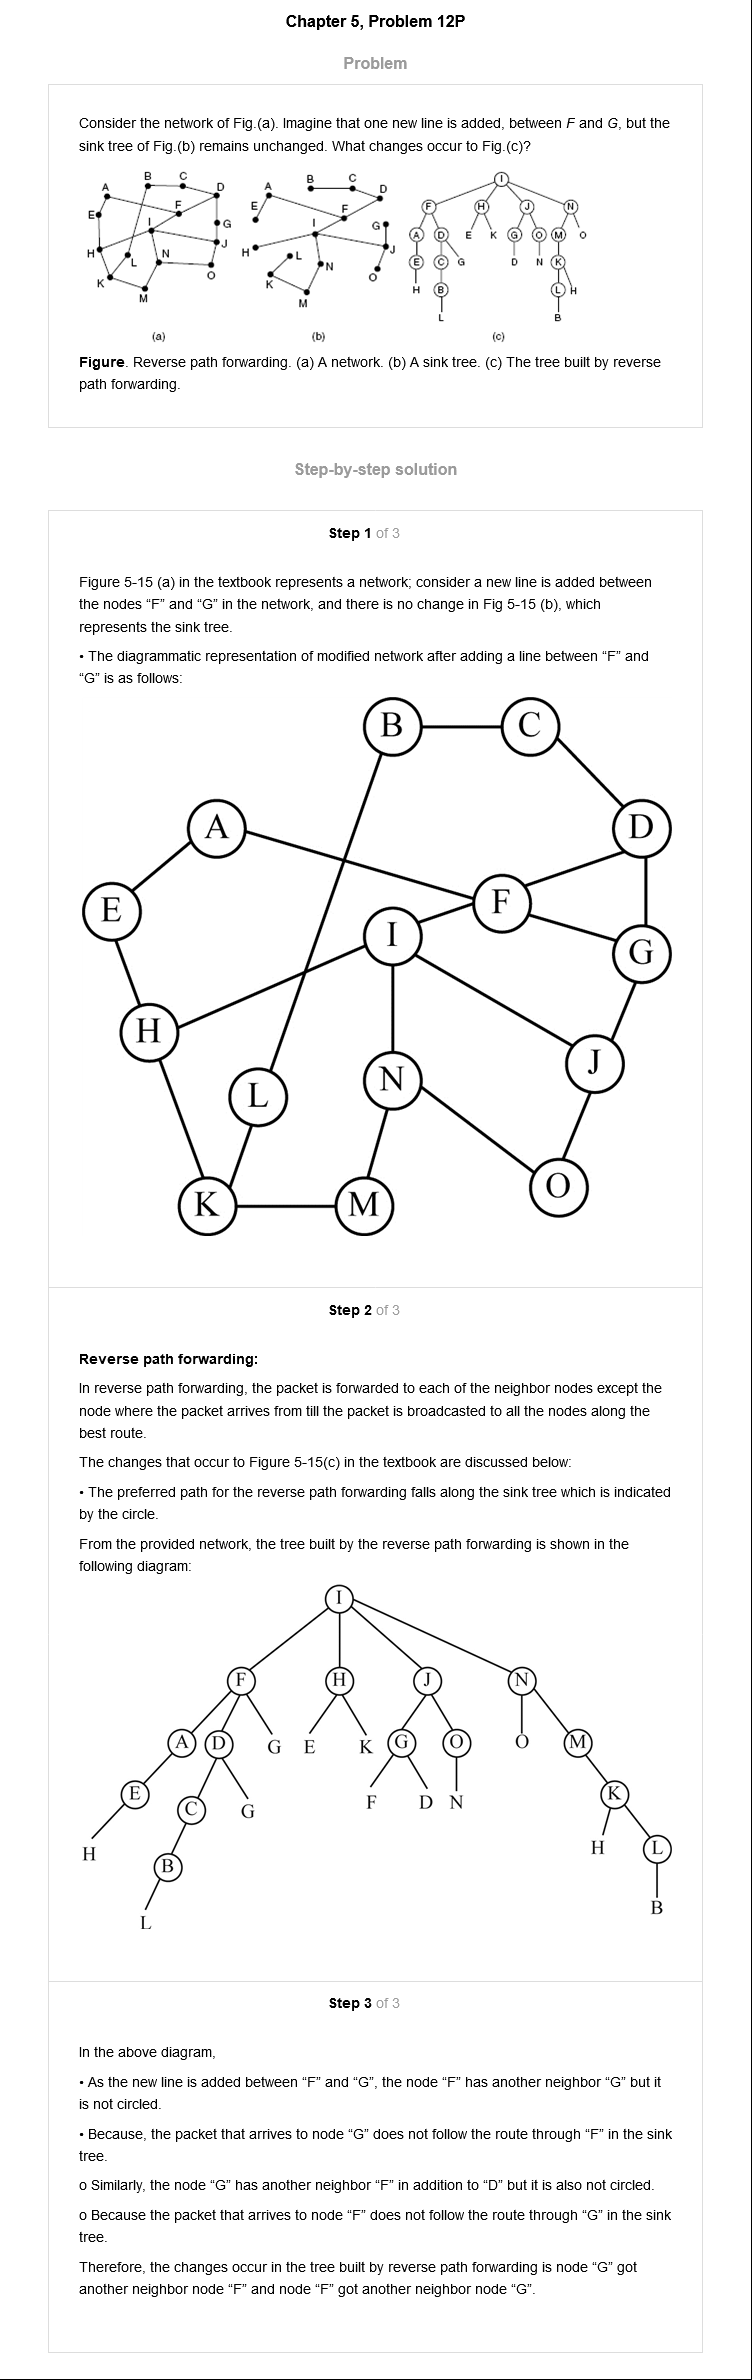 Chapter 5, Problem 12P
Problem
Consider the network of Fig.(a). Imagine that one new line is added, between F and G, but the
sink tree of Fig.(b) remains unchanged. What changes occur to Fig.(c)?
B C
A D
F
E
G
I
J
H
N
L
K
O
M
B C
A D
E
F
G
I
J
H
L
N
K
O
M
I
F H J N
A D E K G O M O
E C G D N K
H B L H
L B
(a) (b) (c)
Figure. Reverse path forwarding. (a) A network. (b) A sink tree. (c) The tree built by reverse
path forwarding.
Step-by-step solution
Step 1 of 3
Figure 5-15 (a) in the textbook represents a network; consider a new line is added between
the nodes “F” and “G” in the network, and there is no change in Fig 5-15 (b), which
represents the sink tree.
• The diagrammatic representation of modified network after adding a line between “F” and
“G” is as follows:
B C
A D
E F
I G
H J
L N
K M O
Step 2 of 3
Reverse path forwarding:
In reverse path forwarding, the packet is forwarded to each of the neighbor nodes except the
node where the packet arrives from till the packet is broadcasted to all the nodes along the
best route.
The changes that occur to Figure 5-15(c) in the textbook are discussed below:
• The preferred path for the reverse path forwarding falls along the sink tree which is indicated
by the circle.
From the provided network, the tree built by the reverse path forwarding is shown in the
following diagram:
I
F H J N
A D G E K G O O M
E C G F D N K
H B H L
L B
Step 3 of 3
In the above diagram,
• As the new line is added between “F” and “G”, the node “F” has another neighbor “G” but it
is not circled.
• Because, the packet that arrives to node “G” does not follow the route through “F” in the sink
tree.
o Similarly, the node “G” has another neighbor “F” in addition to “D” but it is also not circled.
o Because the packet that arrives to node “F” does not follow the route through “G” in the sink
tree.
Therefore, the changes occur in the tree built by reverse path forwarding is node “G” got
another neighbor node “F” and node “F” got another neighbor node “G”.